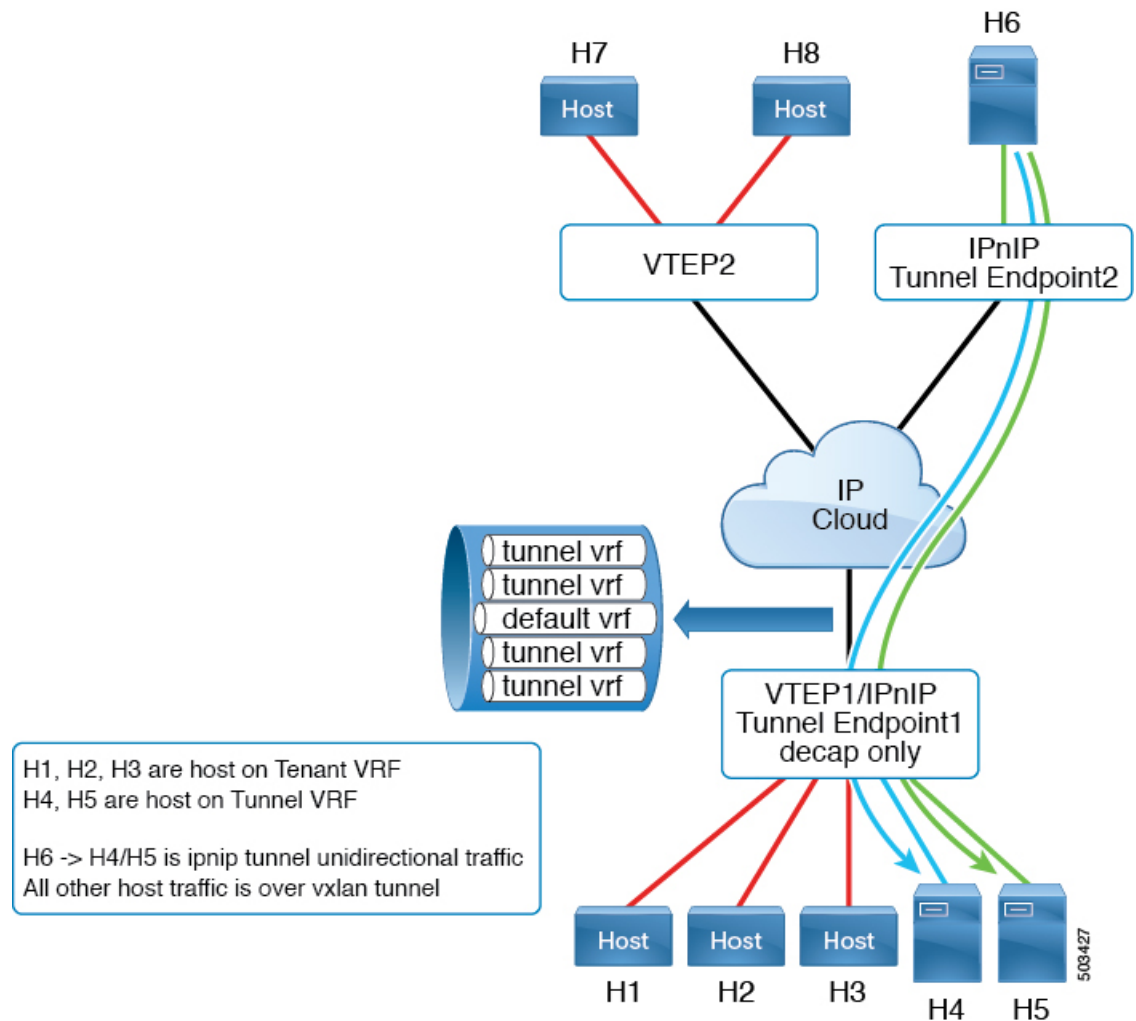 H6
H7
H8
Host
Host
VTEP2
IPnIP
Tunnel Endpoint2
IP
Cloud
tunnel vrf
tunnel vrf
default vrf
tunnel vrf
tunnel vrf
VTEP1/IPnIP
Tunnel Endpoint1
decap only
H1, H2, H3 are host on Tenant VRF
H4, H5 are host on Tunnel VRF
H6 -> H4/H5 is ipnip tunnel unidirectional traffic
All other host traffic is over vxlan tunnel
Host
Host
Host
H1
H2
H3
H4
H5
503427